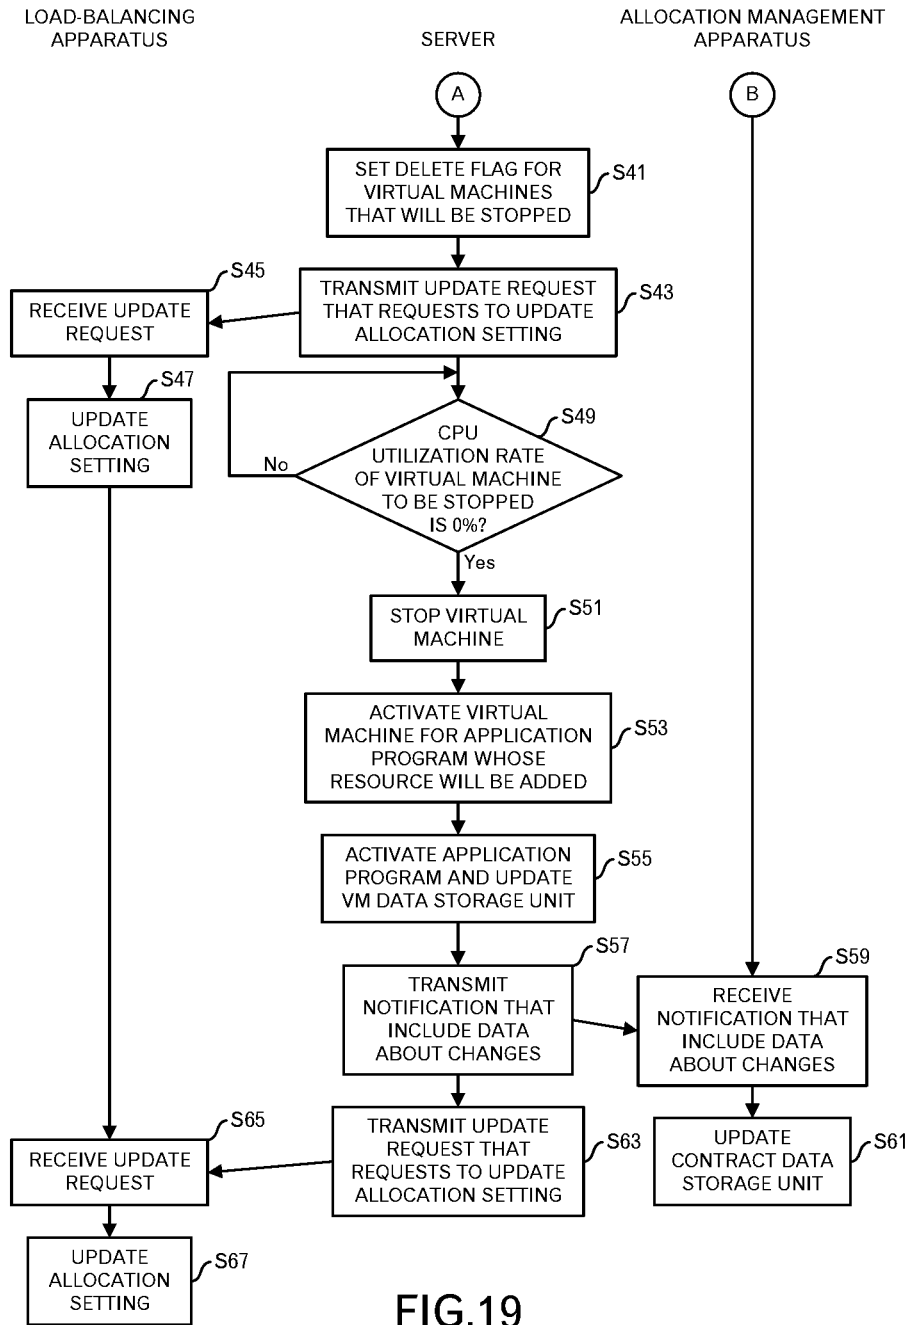 LOAD-BALANCING
APPARATUS
SERVER
ALLOCATION MANAGEMENT
APPARATUS
A
B
SET DELETE FLAG FOR
VIRTUAL MACHINES
THAT WILL BE STOPPED
S41
TRANSMIT UPDATE REQUEST
THAT REQUESTS TO UPDATE
ALLOCATION SETTING
S43
S45
RECEIVE UPDATE
REQUEST
S47
UPDATE
ALLOCATION
SETTING
S49
CPU
UTILIZATION RATE
OF VIRTUAL MACHINE
TO BE STOPPED
IS 0%?
No
Yes
STOP VIRTUAL
MACHINE
S51
ACTIVATE VIRTUAL
MACHINE FOR APPLICATION
PROGRAM WHOSE
RESOURCE WILL BE ADDED
S53
ACTIVATE APPLICATION
PROGRAM AND UPDATE
VM DATA STORAGE UNIT
S55
S57
TRANSMIT
NOTIFICATION THAT
INCLUDE DATA
ABOUT CHANGES
S59
RECEIVE
NOTIFICATION THAT
INCLUDE DATA
ABOUT CHANGES
UPDATE
CONTRACT DATA
STORAGE UNIT
S61
TRANSMIT UPDATE
REQUEST THAT
REQUESTS TO UPDATE
ALLOCATION SETTING
S63
S65
RECEIVE UPDATE
REQUEST
UPDATE
ALLOCATION
SETTING
S67
FIG.19